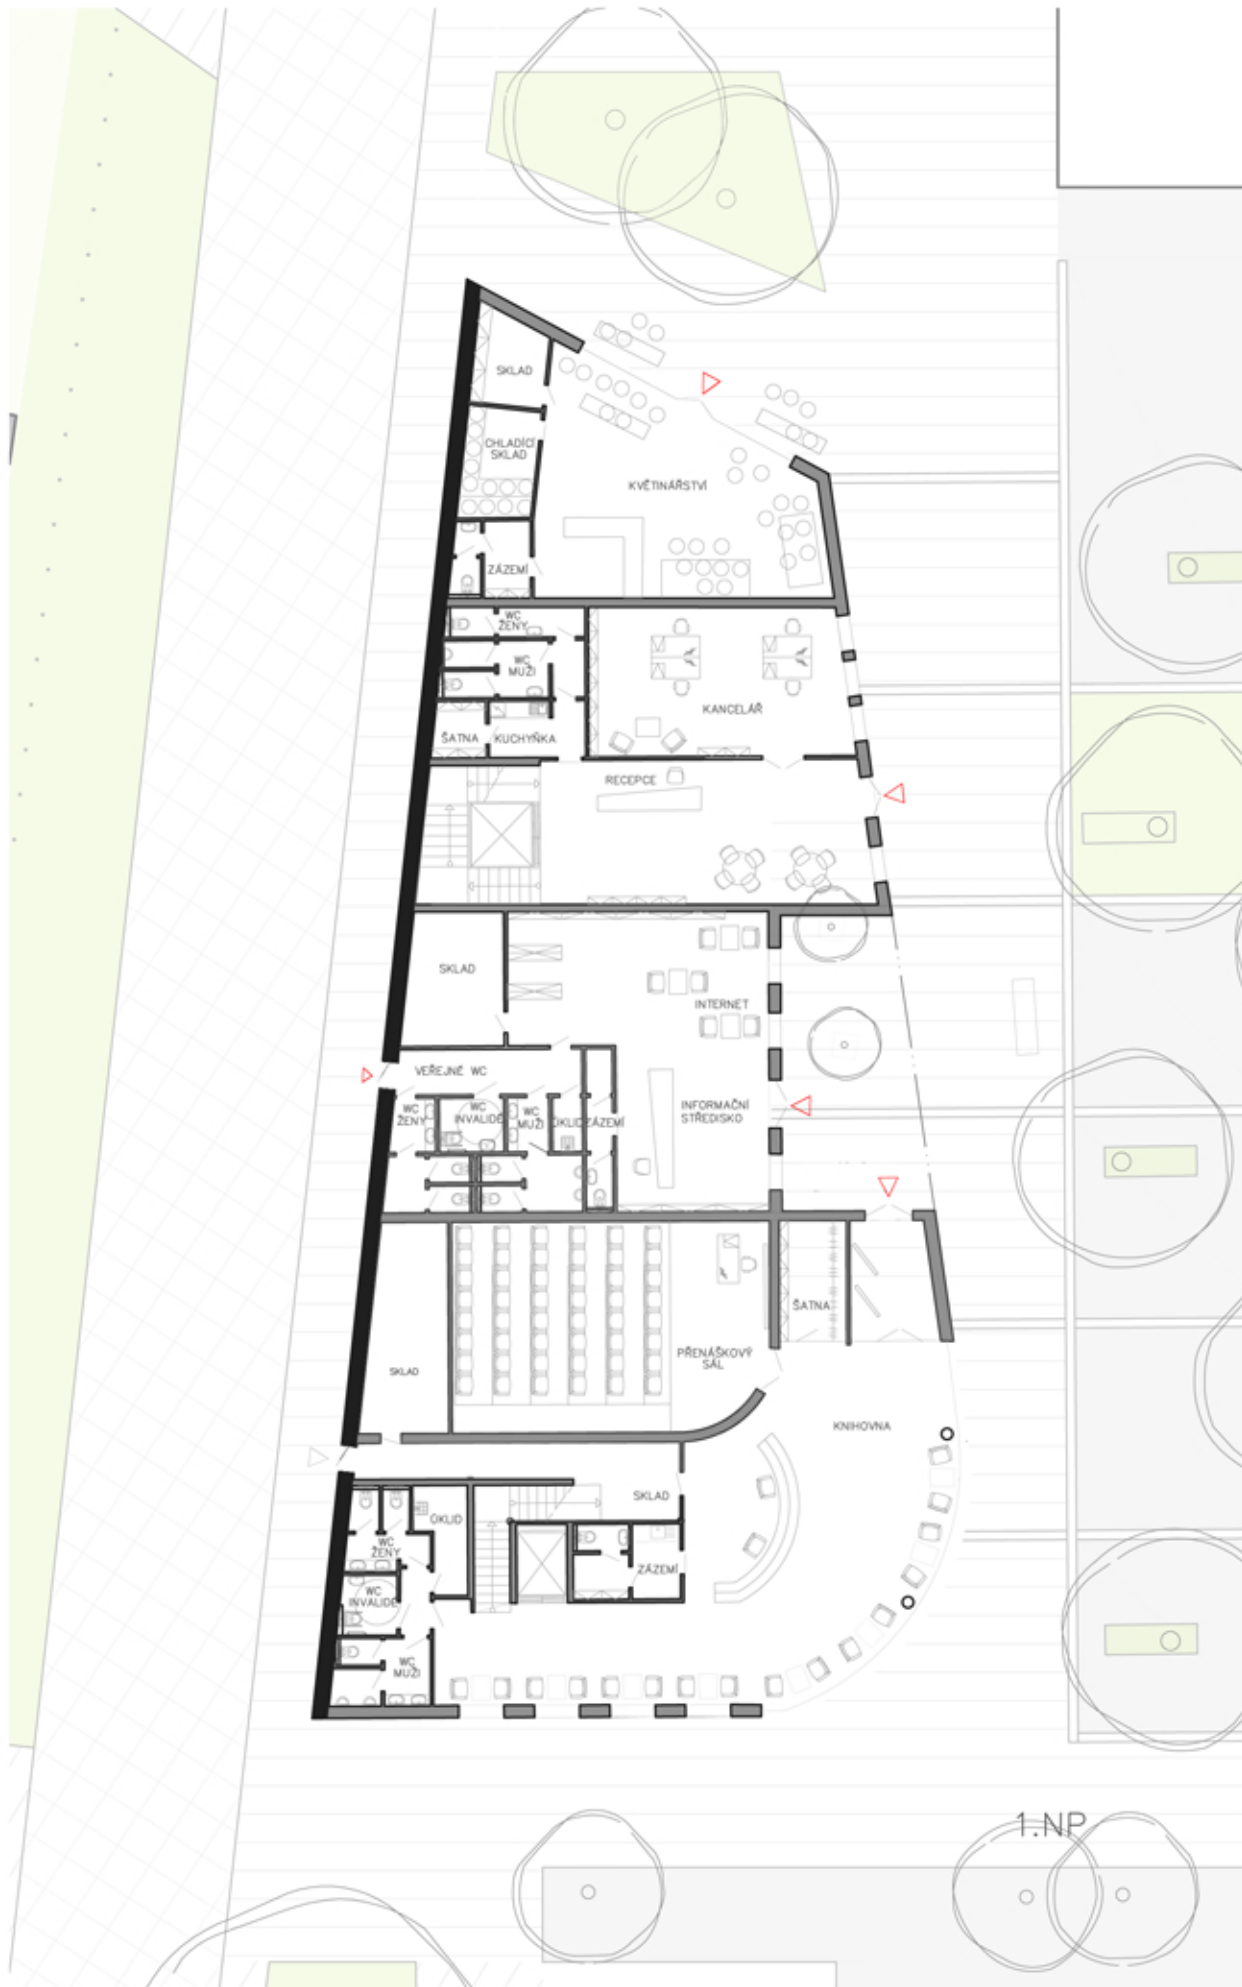 SKLAD
CHLADÍCÍ
SKLAD
KVĚTINÁŘSTVÍ
ZÁZEMÍ
WC
ŽENY
WC
MUŽI
KANCELÁŘ
ŠATNA
KUCHYŇKA
RECEPCE
SKLAD
INTERNET
VEŘEJNÉ WC
WC
ŽENY
WC
INVALIDÉ
WC
MUŽI
ÚKLID
ZÁZEMÍ
INFORMAČNÍ
STŘEDISKO
ŠATNA
PŘENÁŠKOVÝ
SÁL
SKLAD
KNIHOVNA
SKLAD
ÚKLID
WC
ŽENY
ZÁZEMÍ
WC
INVALIDÉ
WC
MUŽI
1.NP